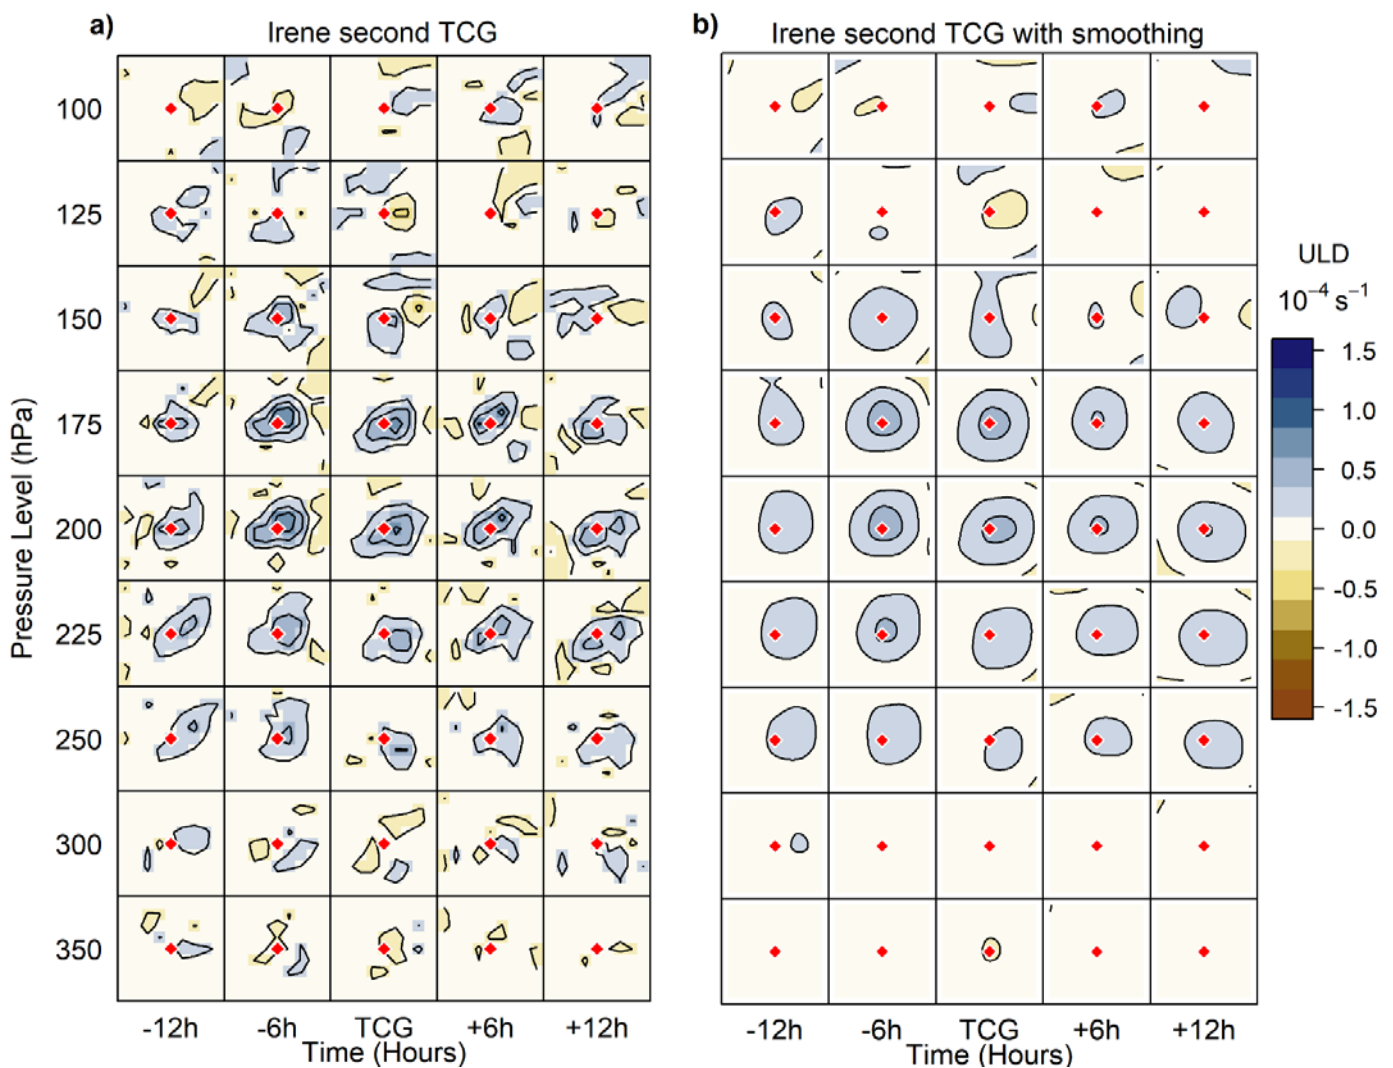 a)
Irene second TCG
b)
Irene second TCG with smoothing
Pressure Level (hPa)
100
125
150
175
200
225
250
300
350
-12h
-6h
TCG
+6h
+12h
Time (Hours)
-12h
-6h
TCG
+6h
+12h
Time (Hours)
ULD
10⁻⁴ s⁻¹
1.5
1.0
0.5
0.0
-0.5
-1.0
-1.5